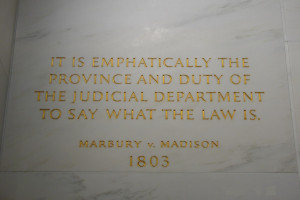 IT IS EMPHATICALLY THE
PROVINCE AND DUTY OF
THE JUDICIAL DEPARTMENT
TO SAY WHAT THE LAW IS.
MARBURY v. MADISON
1803